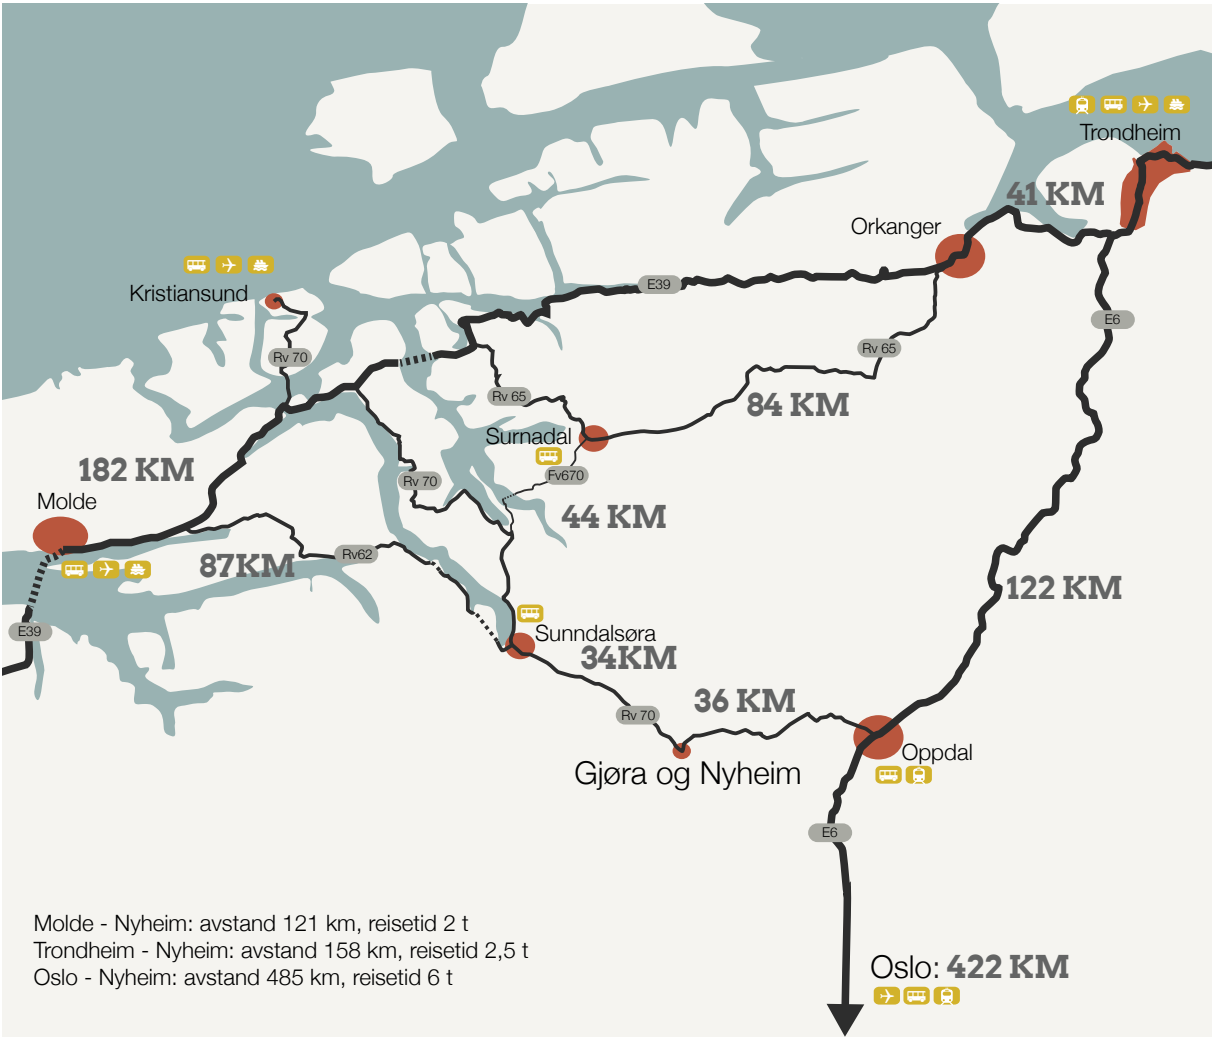 Trondheim
41 KM
Orkanger
Kristiansund
E39
E6
Rv 70
Rv 65
Rv 65
84 KM
Surnadal
182 KM
Fv670
Rv 70
Molde
44 KM
87KM
Rv62
122 KM
E39
Sunndalsøra
34KM
36 KM
Rv 70
Oppdal
Gjøra og Nyheim
E6
Molde - Nyheim: avstand 121 km, reisetid 2 t
Trondheim - Nyheim: avstand 158 km, reisetid 2,5 t
Oslo - Nyheim: avstand 485 km, reisetid 6 t
Oslo: 422 KM